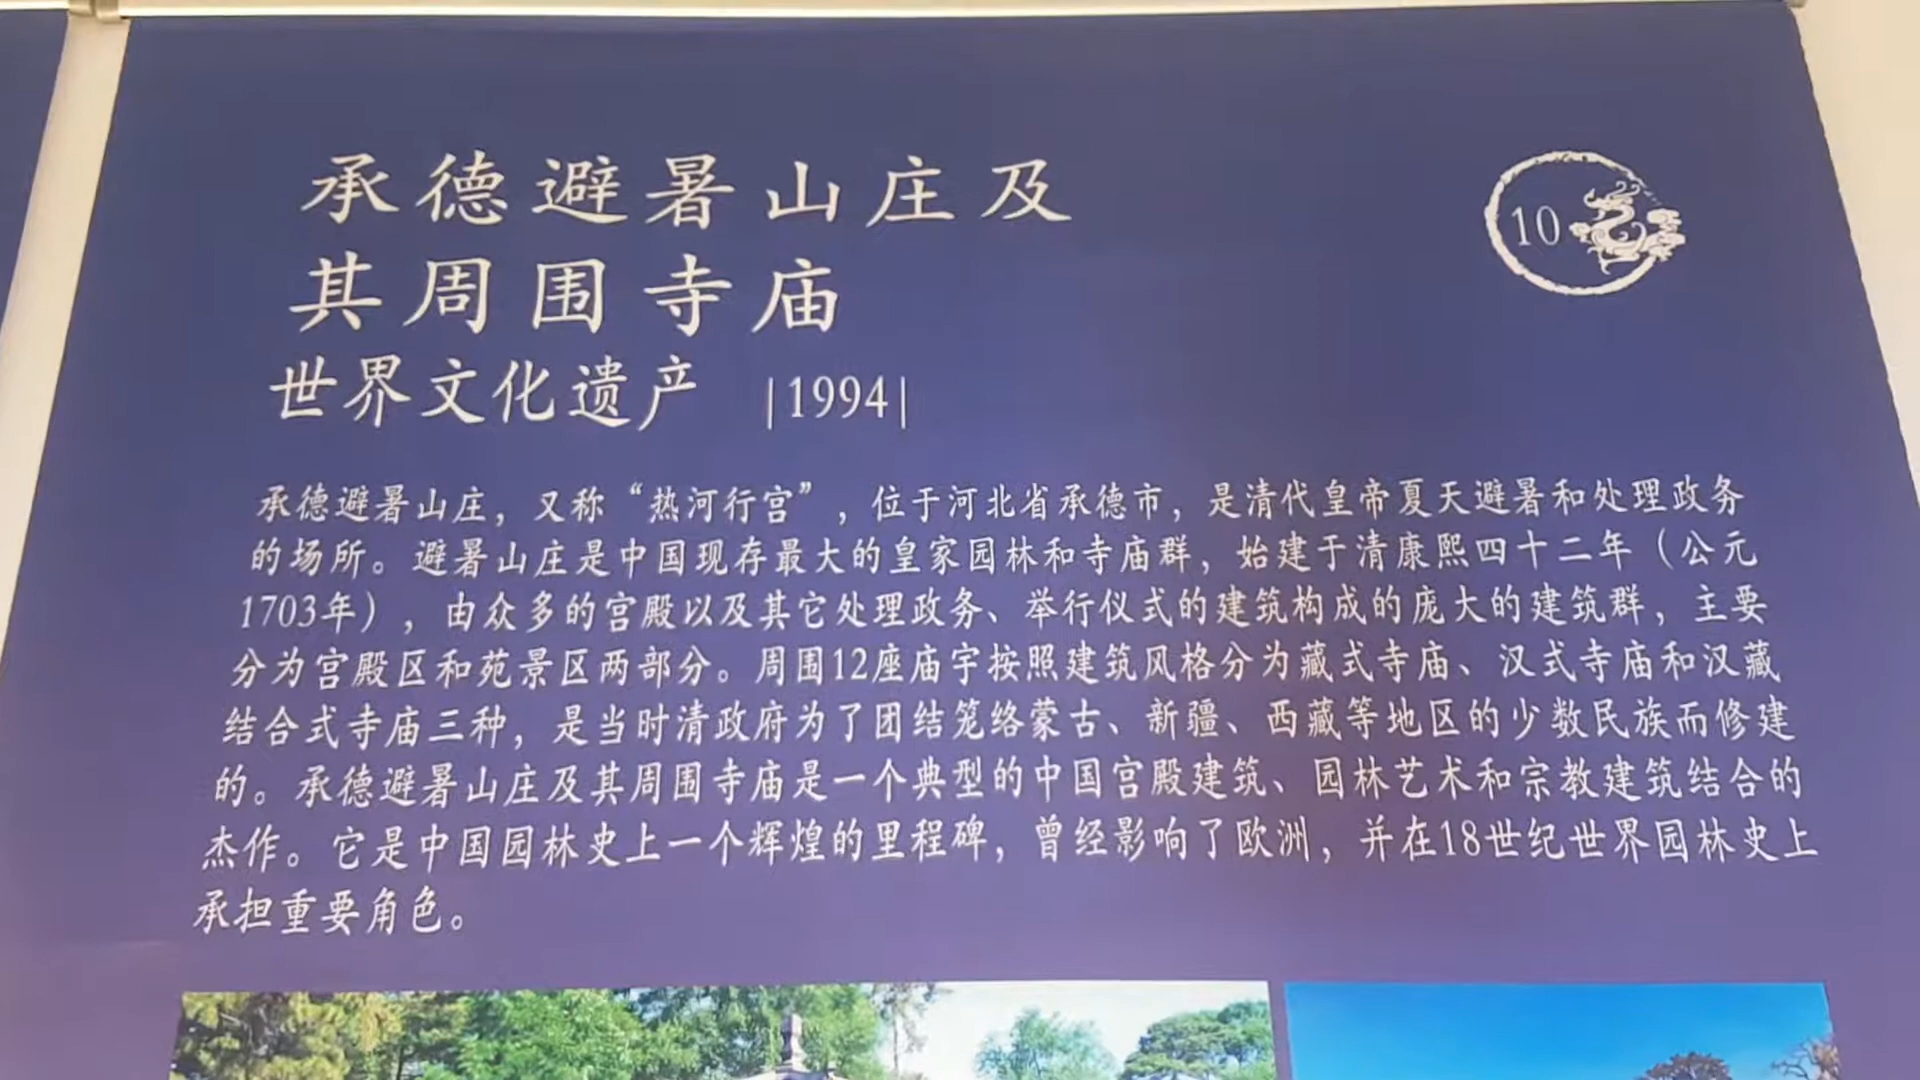 承德避暑山庄及
其周围寺庙
世界文化遗产 |1994|
10
承德避暑山庄，又称“热河行宫”，位于河北省承德市，是清代皇帝夏天避暑和处理政务
的场所。避暑山庄是中国现存最大的皇家园林和寺庙群，始建于清康熙四十二年（公元
1703年），由众多的宫殿以及其它处理政务、举行仪式的建筑构成的庞大的建筑群，主要
分为宫殿区和苑景区两部分。周围12座庙宇按照建筑风格分为藏式寺庙、汉式寺庙和汉藏
结合式寺庙三种，是当时清政府为了团结笼络蒙古、新疆、西藏等地区的少数民族而修建
的。承德避暑山庄及其周围寺庙是一个典型的中国宫殿建筑、园林艺术和宗教建筑结合的
杰作。它是中国园林史上一个辉煌的里程碑，曾经影响了欧洲，并在18世纪世界园林史上
承担重要角色。